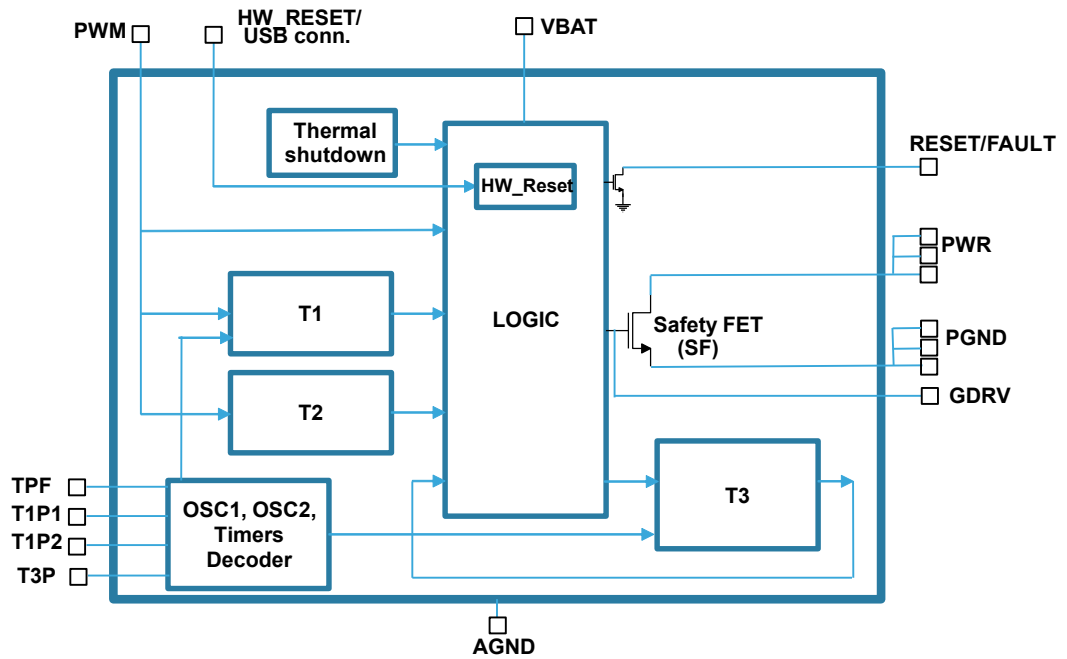 PWM
HW_RESET/
USB conn.
VBAT
Thermal
shutdown
HW_Reset
RESET/FAULT
PWR
T1
LOGIC
Safety FET
(SF)
PGND
T2
GDRV
TPF
T1P1
T1P2
T3P
OSC1, OSC2,
Timers
Decoder
T3
AGND